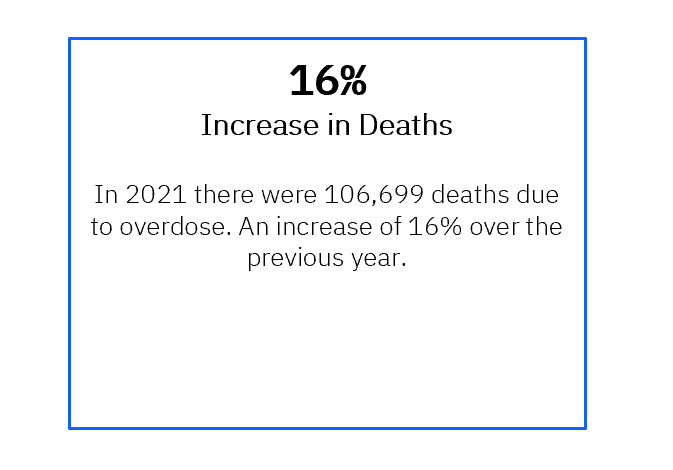 16%
Increase in Deaths
In 2021 there were 106,699 deaths due
to overdose. An increase of 16% over the
previous year.